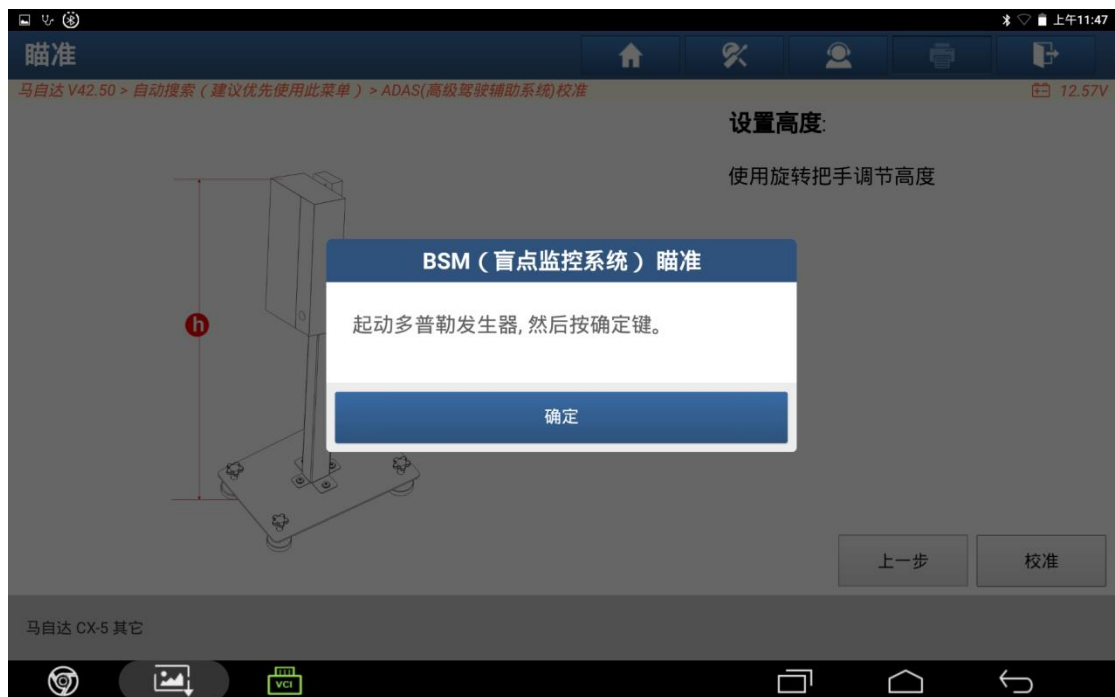 上午11:47
瞄准
马自达 V42.50 > 自动搜索 ( 建议优先使用此菜单 ) > ADAS(高级驾驶辅助系统)校准
12.57V
设置高度:
使用旋转把手调节高度
h
BSM ( 盲点监控系统 ) 瞄准
起动多普勒发生器, 然后按确定键。
确定
上一步
校准
马自达 CX-5 其它
VCI